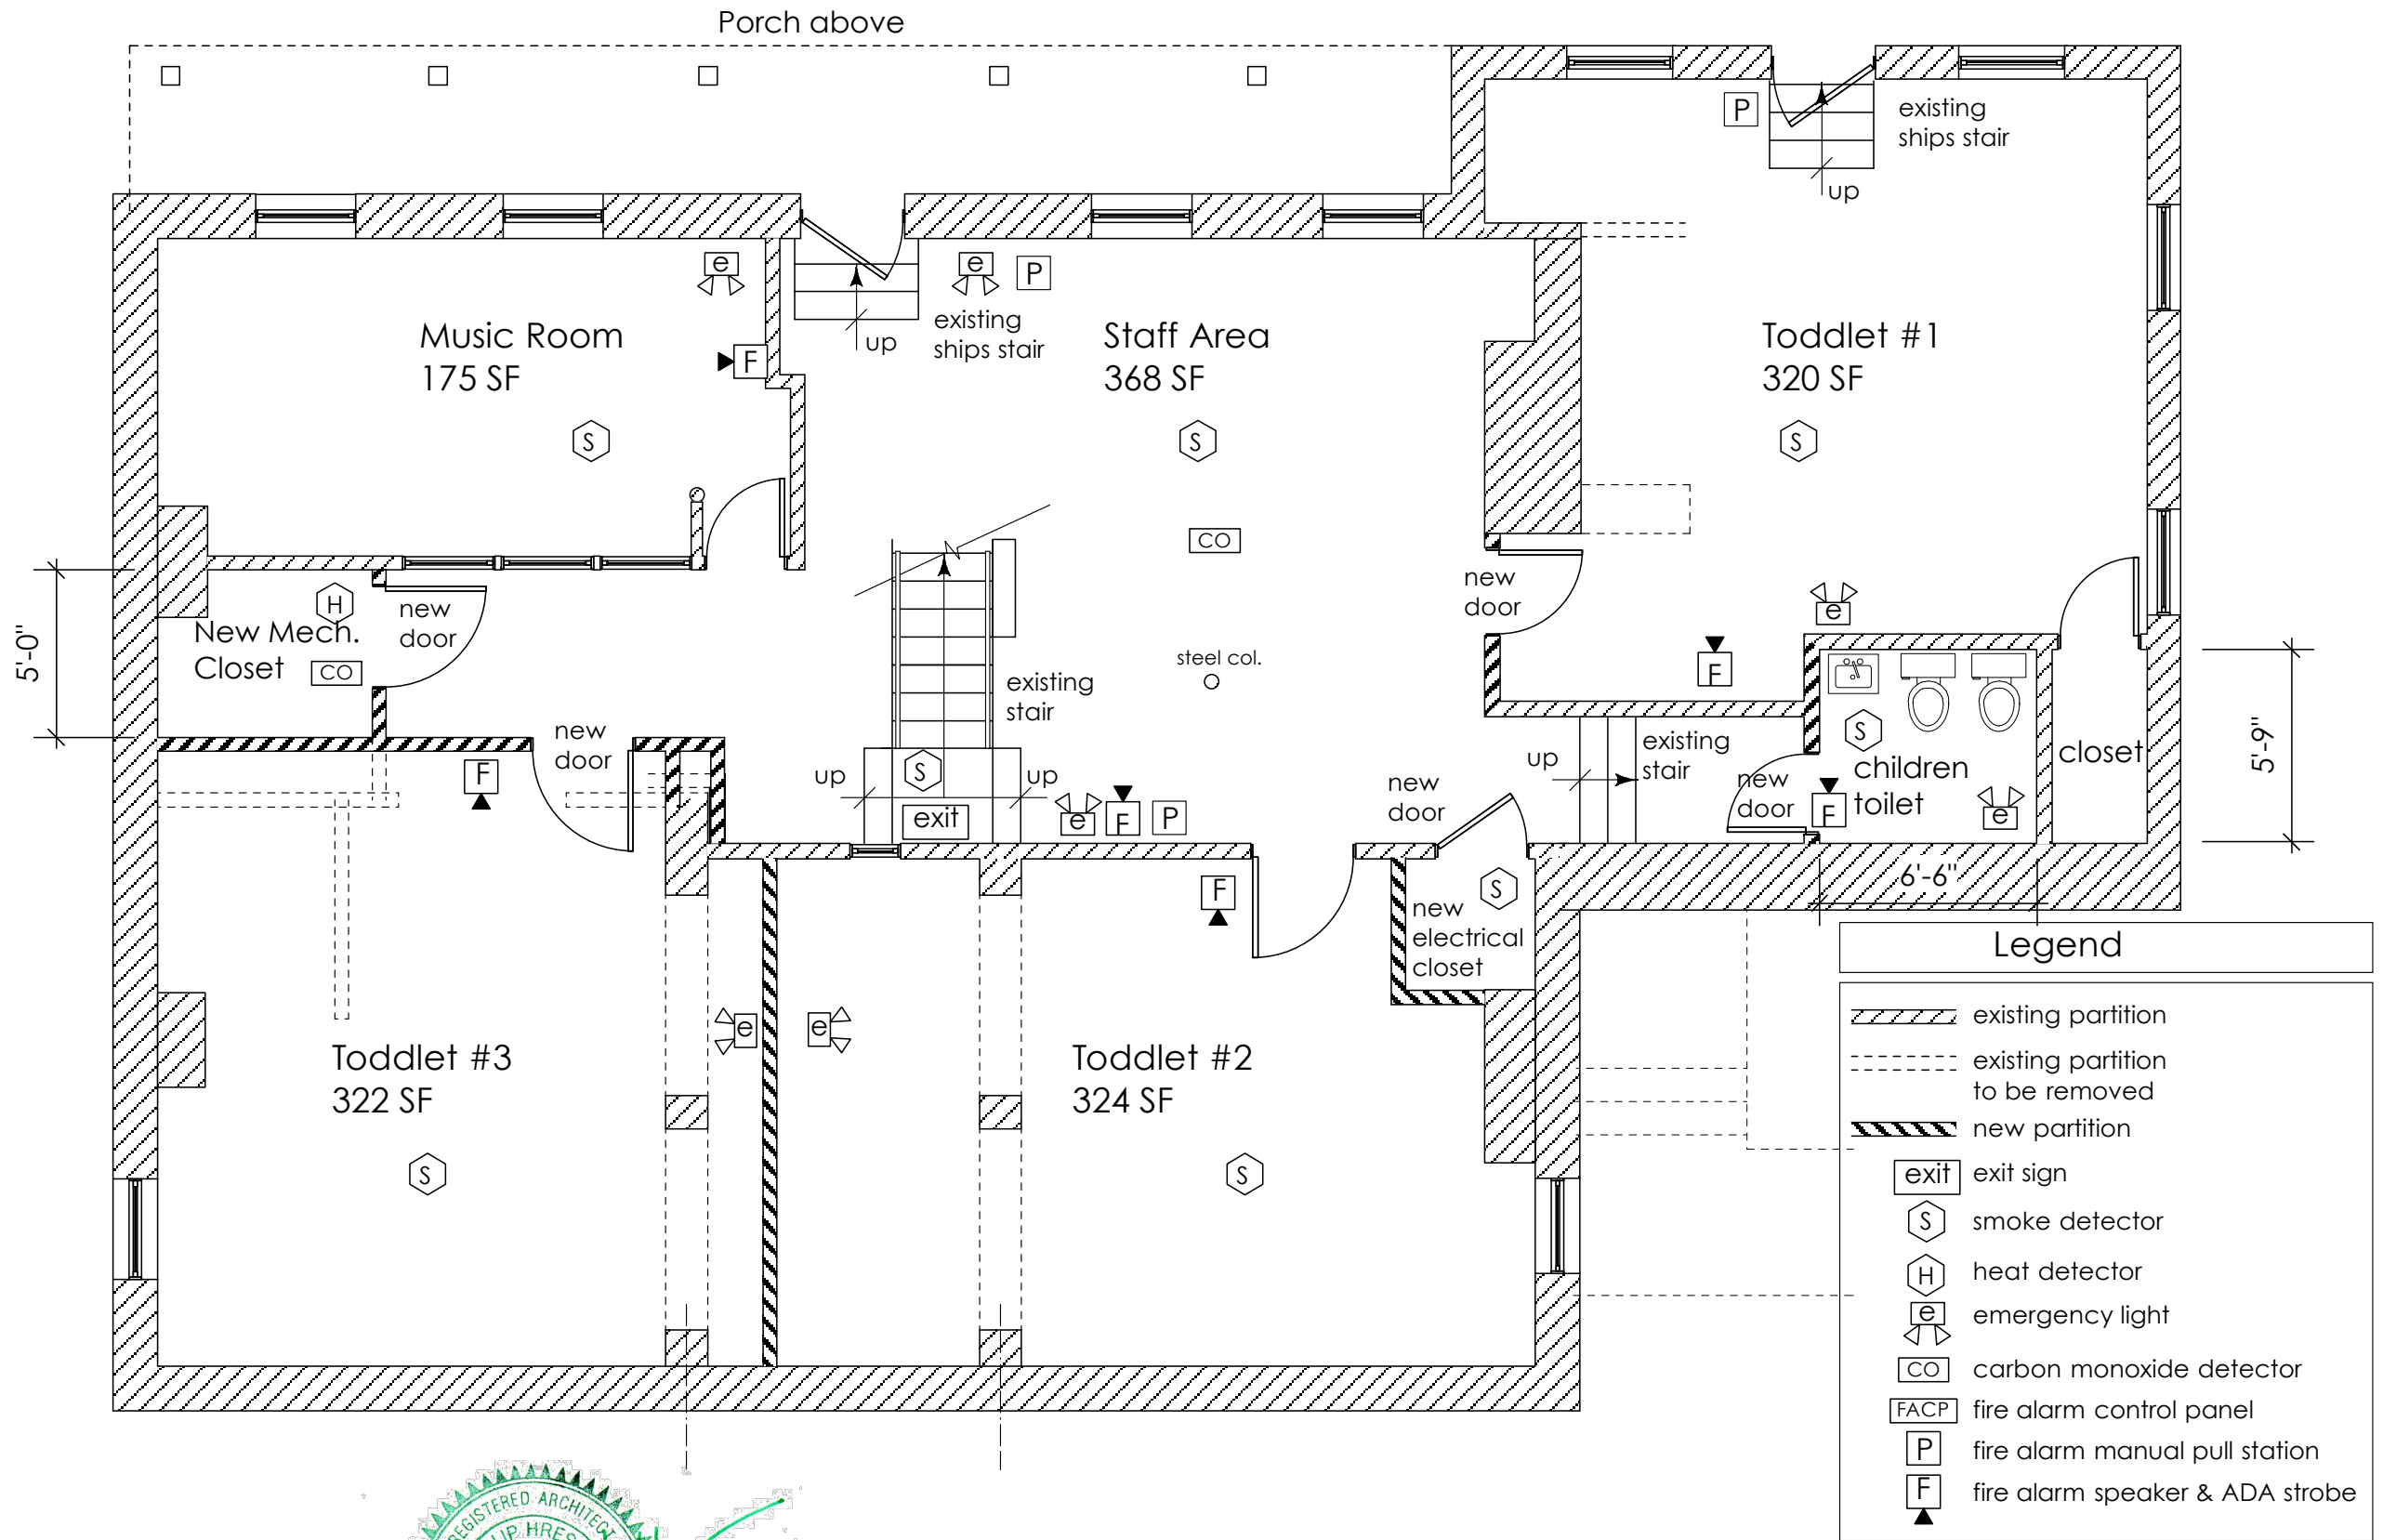 Porch above
P
existing
ships stair
up
e
e
P
up
existing
ships stair
Music Room
175 SF
F
Staff Area
368 SF
Toddlet #1
320 SF
S
S
S
CO
new
door
H
new
door
New Mech.
Closet
CO
5'-0"
e
F
steel col.
existing
stair
new
door
F
up
S
up
exit
e
F
P
up
existing
stair
new
door
new
door
S
F
children
toilet
e
closet
5'-9"
6'-6"
F
S
new
electrical
closet
e
e
Toddlet #3
322 SF
Toddlet #2
324 SF
S
S
Legend
existing partition
existing partition
to be removed
new partition
exit exit sign
S smoke detector
H heat detector
e emergency light
CO carbon monoxide detector
FACP fire alarm control panel
P fire alarm manual pull station
F fire alarm speaker & ADA strobe
REGISTERED ARCHITECT